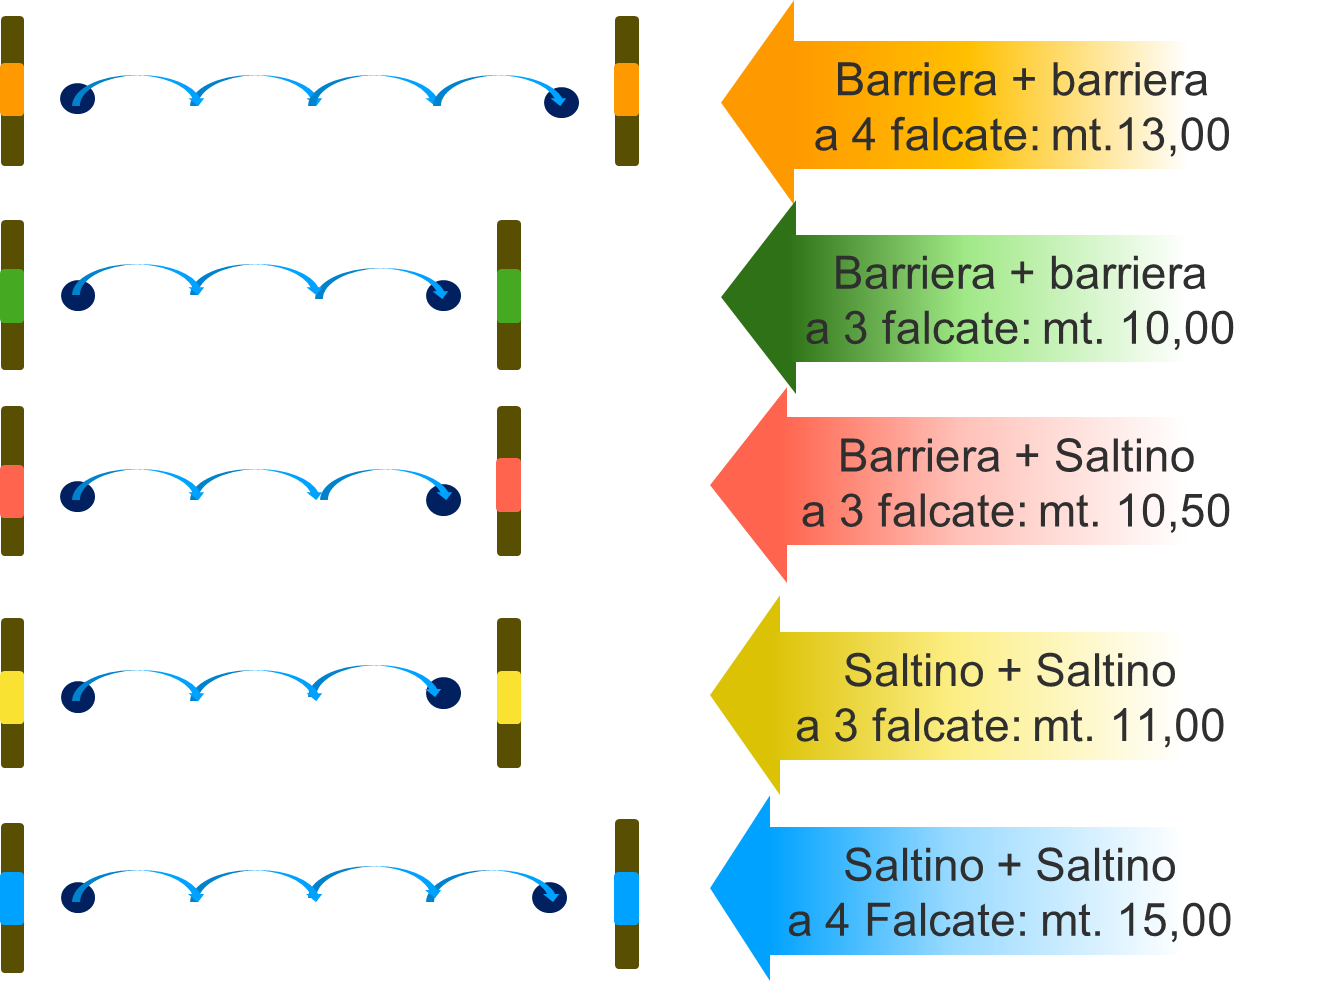 Barriera + barriera
a 4 falcate: mt.13,00
Barriera + barriera
a 3 falcate: mt. 10,00
Barriera + Saltino
a 3 falcate: mt. 10,50
Saltino + Saltino
a 3 falcate: mt. 11,00
Saltino + Saltino
a 4 Falcate: mt. 15,00